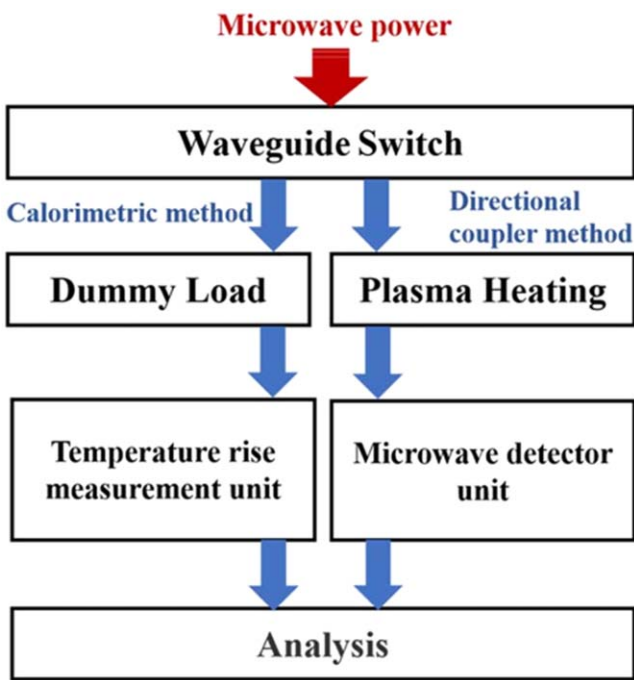 Microwave power
Waveguide Switch
Calorimetric method
Directional
coupler method
Dummy Load
Plasma Heating
Temperature rise
measurement unit
Microwave detector
unit
Analysis